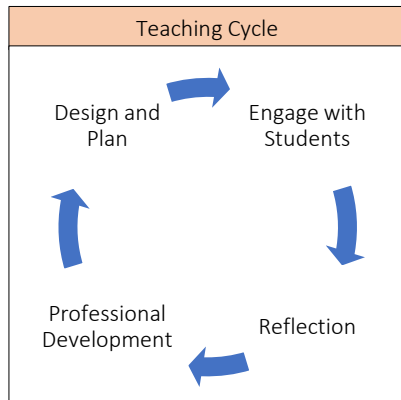 Teaching Cycle
Design and
Plan
Engage with
Students
Professional
Development
Reflection